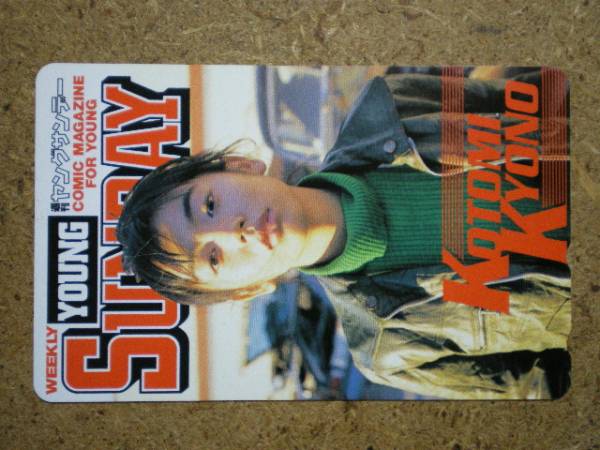 WEEKLY YOUNG
週刊ヤングサンデー
COMIC MAGAZINE
FOR YOUNG
SUNDAY
KOTOMI
KYONO